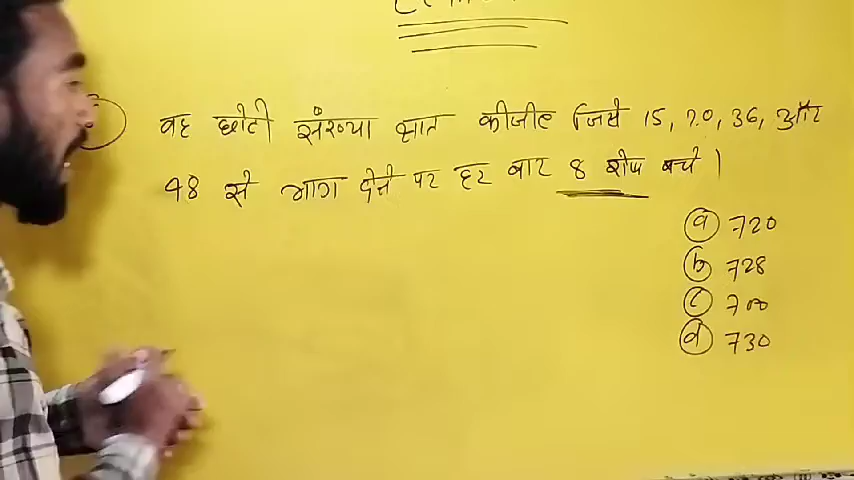 वह छोटी संख्या ज्ञात कीजीए जिसे 15, 20, 36, और
48 से भाग देने पर हर बार 8 शेष बचे।
(a) 720
(b) 728
(c) 700
(d) 730